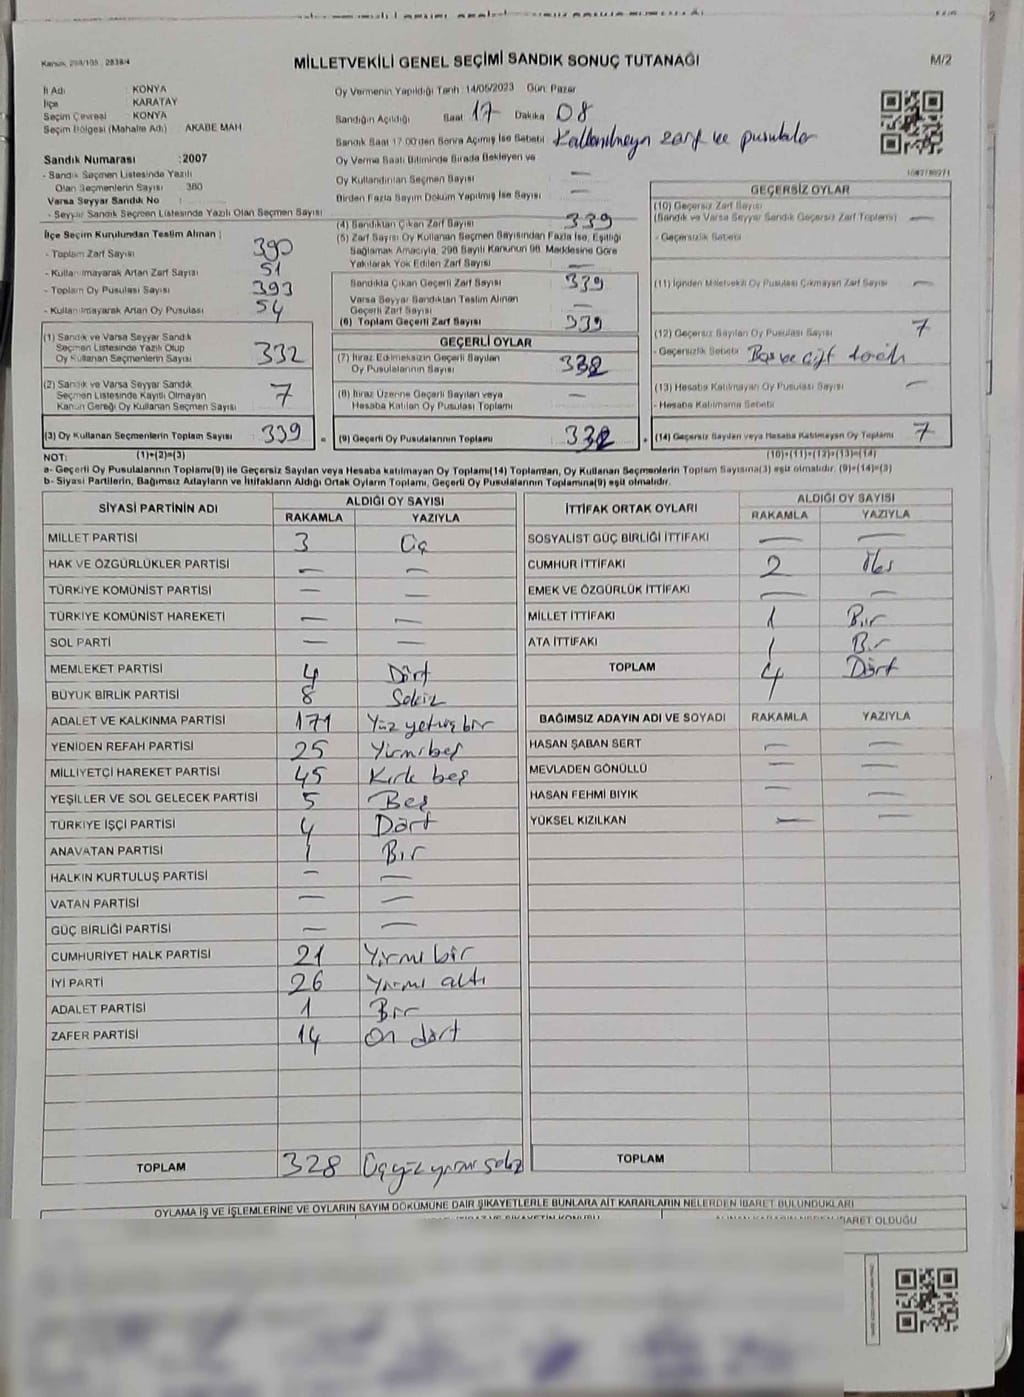 MİLLETVEKİLİ GENEL SEÇİMİ SANDIK SONUÇ TUTANAĞI
M/2
İl Adı : KONYA
İlçe : KARATAY
Seçim Çevresi : KONYA
Seçim Bölgesi (Mahalle Adı) : AKABE MAH
Sandık Numarası : 2007
- Sandık Seçmen Listesinde Yazılı
Olan Seçmenlerin Sayısı : 380
Varsa Seyyar Sandık No :
- Seyyar Sandık Seçmen Listesinde Yazılı Olan Seçmen Sayısı
Oy Vermenin Yapıldığı Tarih : 14/05/2023 Gün: Pazar
Sandığın Açıldığı Saat 17 Dakika 08
Sandık Saat 17.00'den Sonra Açılmış İse Sebebi : zarf ve pusulalar
Oy Verme Saati Bitiminde Sırada Bekleyen ve
Oy Kullandırılan Seçmen Sayısı —
Birden Fazla Sayım Döküm Yapılmış İse Sayısı —
İlçe Seçim Kurulundan Teslim Alınan ;
- Toplam Zarf Sayısı 390
- Kullanılmayarak Artan Zarf Sayısı 51
- Toplam Oy Pusulası Sayısı 393
- Kullanılmayarak Artan Oy Pusulası 54
(1) Sandık ve Varsa Seyyar Sandık
Seçmen Listesinde Yazılı Olup
Oy Kullanan Seçmenlerin Sayısı 332
(2) Sandık ve Varsa Seyyar Sandık
Seçmen Listesinde Kayıtlı Olmayan
Kanun Gereği Oy Kullanan Seçmen Sayısı 7
(3) Oy Kullanan Seçmenlerin Toplam Sayısı 339
(4) Sandıktan Çıkan Zarf Sayısı 339
(5) Zarf Sayısı Oy Kullanan Seçmen Sayısından Fazla İse, Eşitliği
Sağlamak Amacıyla, 298 Sayılı Kanunun 98. Maddesine Göre
Yakılarak Yok Edilen Zarf Sayısı —
Sandıkta Çıkan Geçerli Zarf Sayısı 339
Varsa Seyyar Sandıktan Teslim Alınan
Geçerli Zarf Sayısı —
(6) Toplam Geçerli Zarf Sayısı 339
GEÇERLİ OYLAR
(7) İtiraz Edilmeksizin Geçerli Sayılan
Oy Pusulalarının Sayısı 332
(8) İtiraz Üzerine Geçerli Sayılan veya
Hesaba Katılan Oy Pusulası Toplamı —
(9) Geçerli Oy Pusulalarının Toplamı 332
GEÇERSİZ OYLAR
(10) Geçersiz Zarf Sayısı
(Sandık ve Varsa Seyyar Sandık Geçersiz Zarf Toplamı) —
- Geçersizlik Sebebi
(11) İçinden Milletvekili Oy Pusulası Çıkmayan Zarf Sayısı —
(12) Geçersiz Sayılan Oy Pusulası Sayısı 7
- Geçersizlik Sebebi Boş ve çift tercih
(13) Hesaba Katılmayan Oy Pusulası Sayısı —
- Hesaba Katılmama Sebebi
(14) Geçersiz Sayılan veya Hesaba Katılmayan Oy Toplamı 7
NOT: (1)+(2)=(3) (10)+(11)+(12)+(13)=(14)
a- Geçerli Oy Pusulalarının Toplamı(9) ile Geçersiz Sayılan veya Hesaba katılmayan Oy Toplamı(14) Toplamları, Oy Kullanan Seçmenlerin Toplam Sayısına(3) eşit olmalıdır. (9)+(14)=(3)
b- Siyasi Partilerin, Bağımsız Adayların ve İttifakların Aldığı Ortak Oyların Toplamı, Geçerli Oy Pusulalarının Toplamına(9) eşit olmalıdır.
SİYASİ PARTİNİN ADI ALDIĞI OY SAYISI
RAKAMLA YAZIYLA
MİLLET PARTİSİ 3 Üç
HAK VE ÖZGÜRLÜKLER PARTİSİ — —
TÜRKİYE KOMÜNİST PARTİSİ — —
TÜRKİYE KOMÜNİST HAREKETİ — —
SOL PARTİ — —
MEMLEKET PARTİSİ 4 Dört
BÜYÜK BİRLİK PARTİSİ 8 Sekiz
ADALET VE KALKINMA PARTİSİ 171 Yüz yetmiş bir
YENİDEN REFAH PARTİSİ 25 Yirmi beş
MİLLİYETÇİ HAREKET PARTİSİ 45 Kırk beş
YEŞİLLER VE SOL GELECEK PARTİSİ 5 Beş
TÜRKİYE İŞÇİ PARTİSİ 4 Dört
ANAVATAN PARTİSİ 1 Bir
HALKIN KURTULUŞ PARTİSİ — —
VATAN PARTİSİ — —
GÜÇ BİRLİĞİ PARTİSİ — —
CUMHURİYET HALK PARTİSİ 21 Yirmi bir
İYİ PARTİ 26 Yirmi altı
ADALET PARTİSİ 1 Bir
ZAFER PARTİSİ 14 On dört
TOPLAM 328 Üçyüz yirmi sekiz
İTTİFAK ORTAK OYLARI ALDIĞI OY SAYISI
RAKAMLA YAZIYLA
SOSYALİST GÜÇ BİRLİĞİ İTTİFAKI — —
CUMHUR İTTİFAKI 2 İki
EMEK VE ÖZGÜRLÜK İTTİFAKI — —
MİLLET İTTİFAKI 1 Bir
ATA İTTİFAKI 1 Bir
TOPLAM 4 Dört
BAĞIMSIZ ADAYIN ADI VE SOYADI RAKAMLA YAZIYLA
HASAN ŞABAN SERT — —
MEVLADEN GÖNÜLLÜ — —
HASAN FEHMİ BIYIK — —
YÜKSEL KIZILKAN — —
TOPLAM
OYLAMA İŞ VE İŞLEMLERİNE VE OYLARIN SAYIM DÖKÜMÜNE DAİR ŞİKAYETLERLE BUNLARA AİT KARARLARIN NELERDEN İBARET BULUNDUKLARI